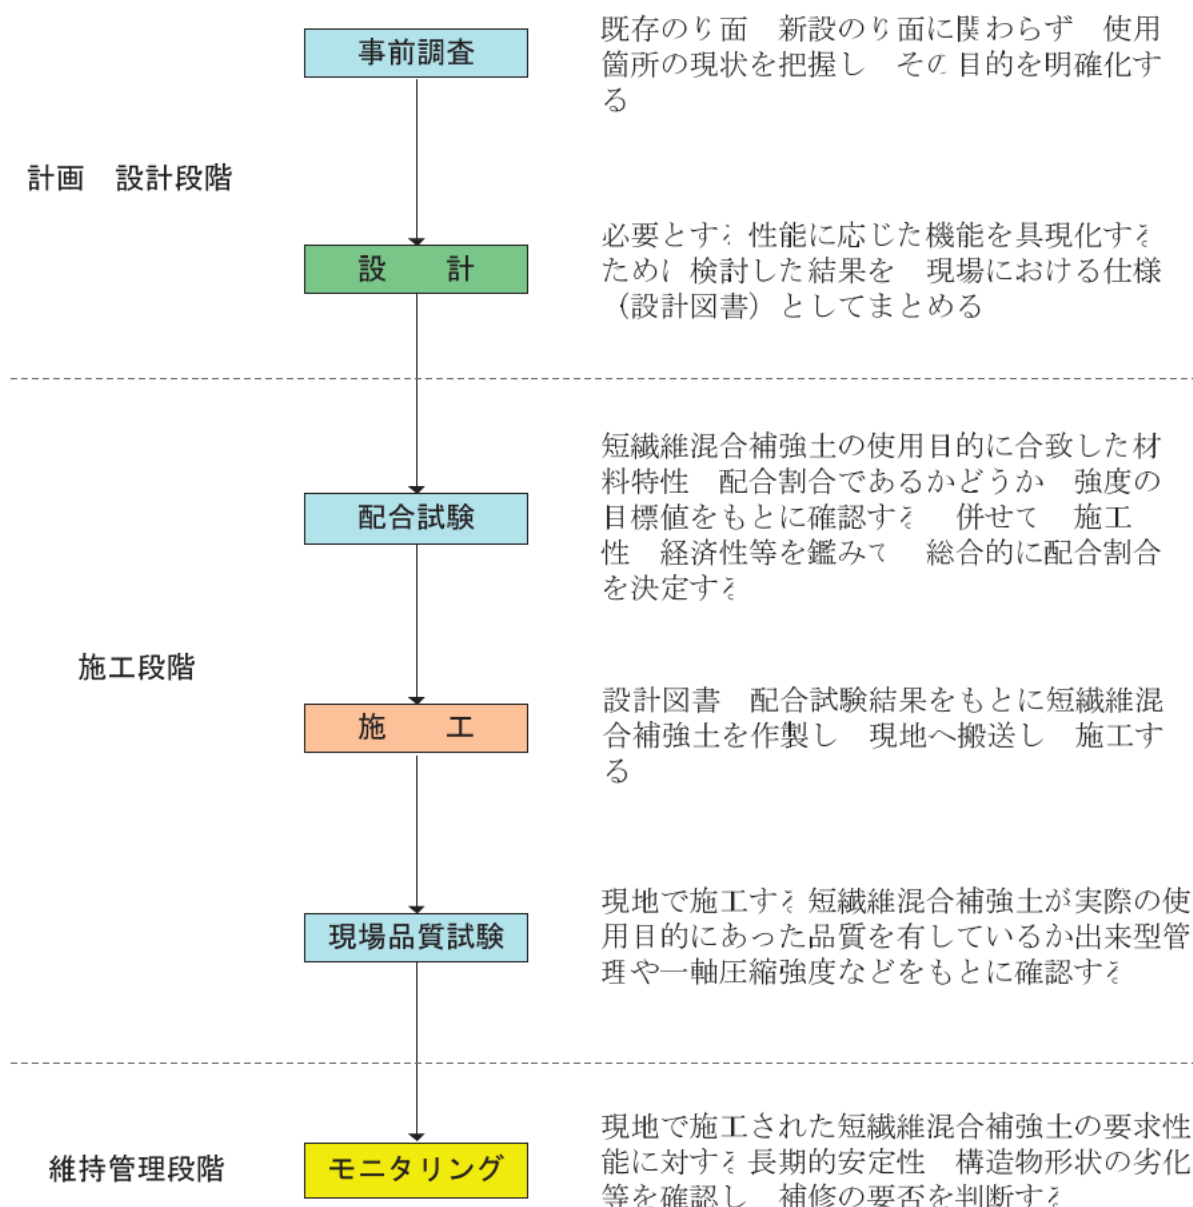 事前調査
既存のり面　新設のり面に関わらず　使用
箇所の現状を把握し　その目的を明確化す
る
計画　設計段階
設　　計
必要とする性能に応じた機能を具現化する
ために検討した結果を　現場における仕様
（設計図書）としてまとめる
配合試験
短繊維混合補強土の使用目的に合致した材
料特性　配合割合であるかどうか　強度の
目標値をもとに確認する　併せて　施工
性　経済性等を鑑みて　総合的に配合割合
を決定する
施工段階
施　　工
設計図書　配合試験結果をもとに短繊維混
合補強土を作製し　現地へ搬送し　施工す
る
現場品質試験
現地で施工する短繊維混合補強土が実際の使
用目的にあった品質を有しているか出来型管
理や一軸圧縮強度などをもとに確認する
維持管理段階
モニタリング
現地で施工された短繊維混合補強土の要求性
能に対する長期的安定性　構造物形状の劣化
等を確認し　補修の要否を判断する